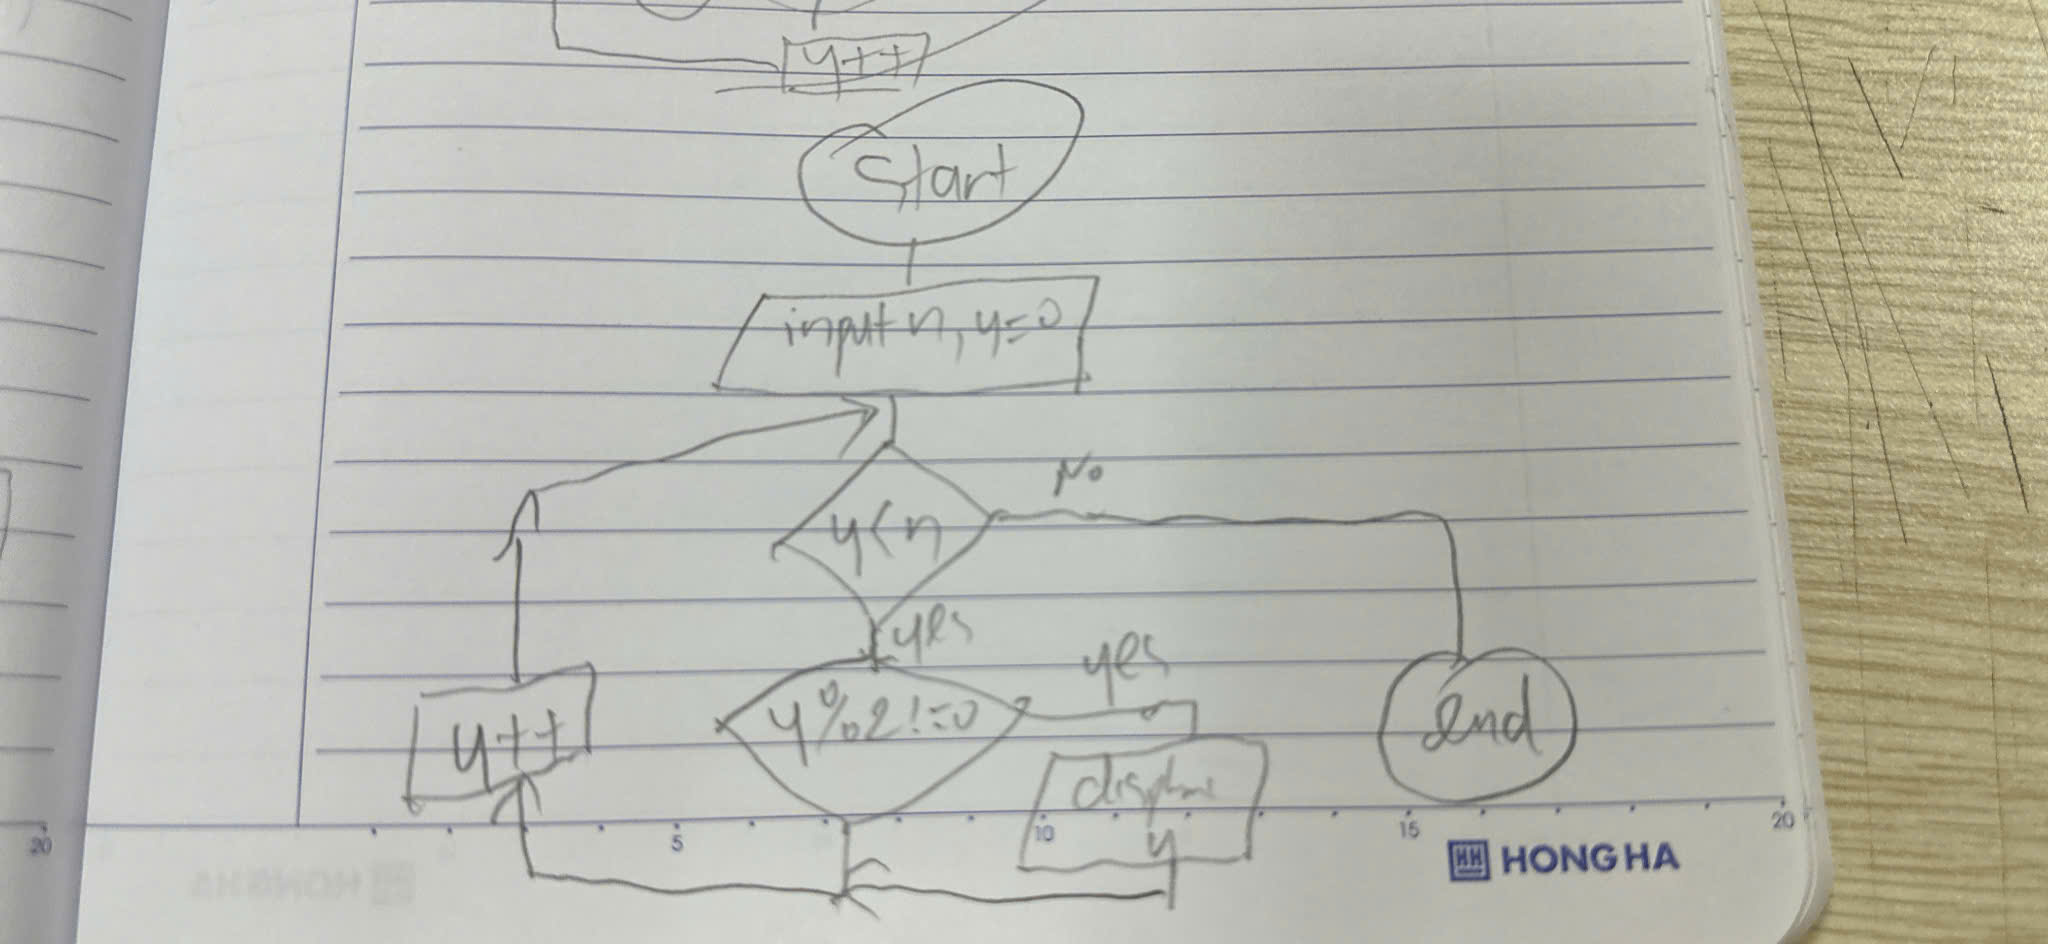 y++
Start
input n, y=0
No
y<n
yes
yes
y%2!=0
y++
display
y
end
20
5
10
15
20
HONG HA